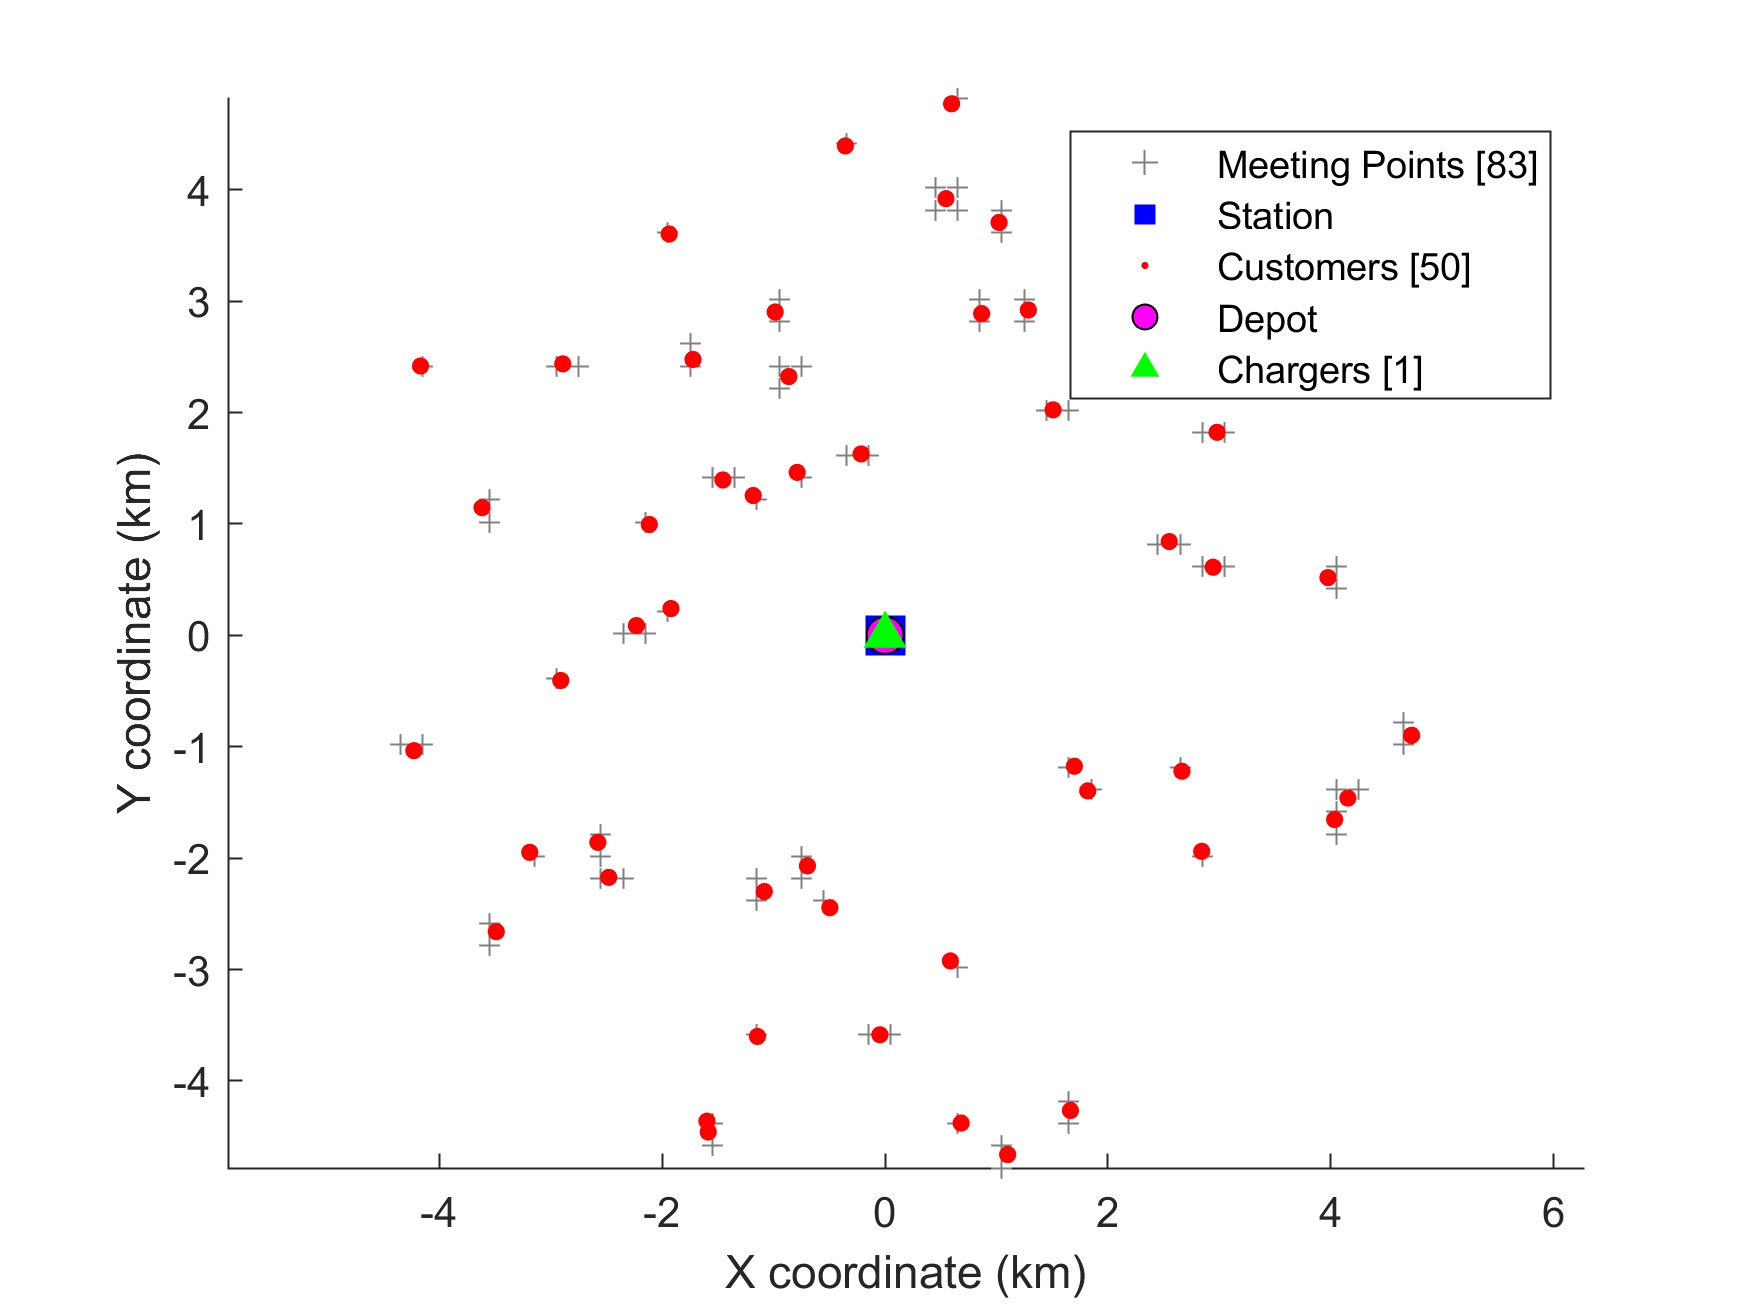 Meeting Points [83]
Station
Customers [50]
Depot
Chargers [1]
4
3
2
1
0
-1
-2
-3
-4
Y coordinate (km)
-4 -2 0 2 4 6
X coordinate (km)